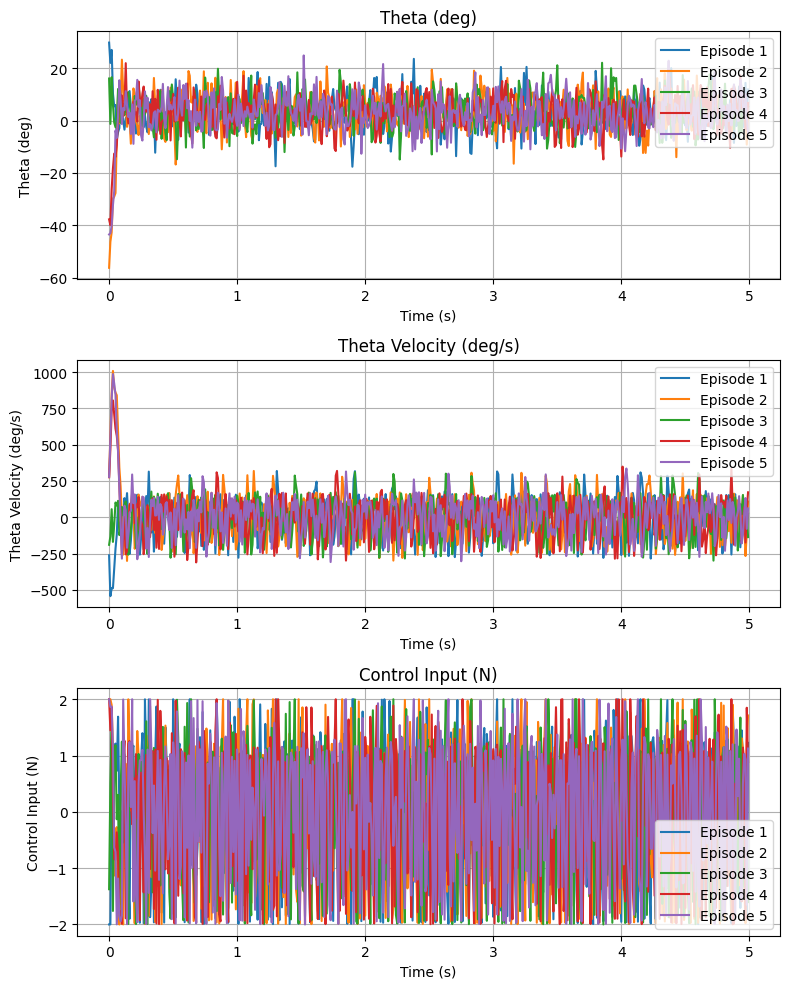 Theta (deg)
Theta (deg)
20
0
−20
−40
−60
Episode 1
Episode 2
Episode 3
Episode 4
Episode 5
0 1 2 3 4 5
Time (s)
Theta Velocity (deg/s)
Theta Velocity (deg/s)
1000
750
500
250
0
−250
−500
Episode 1
Episode 2
Episode 3
Episode 4
Episode 5
0 1 2 3 4 5
Time (s)
Control Input (N)
Control Input (N)
2
1
0
−1
−2
Episode 1
Episode 2
Episode 3
Episode 4
Episode 5
0 1 2 3 4 5
Time (s)